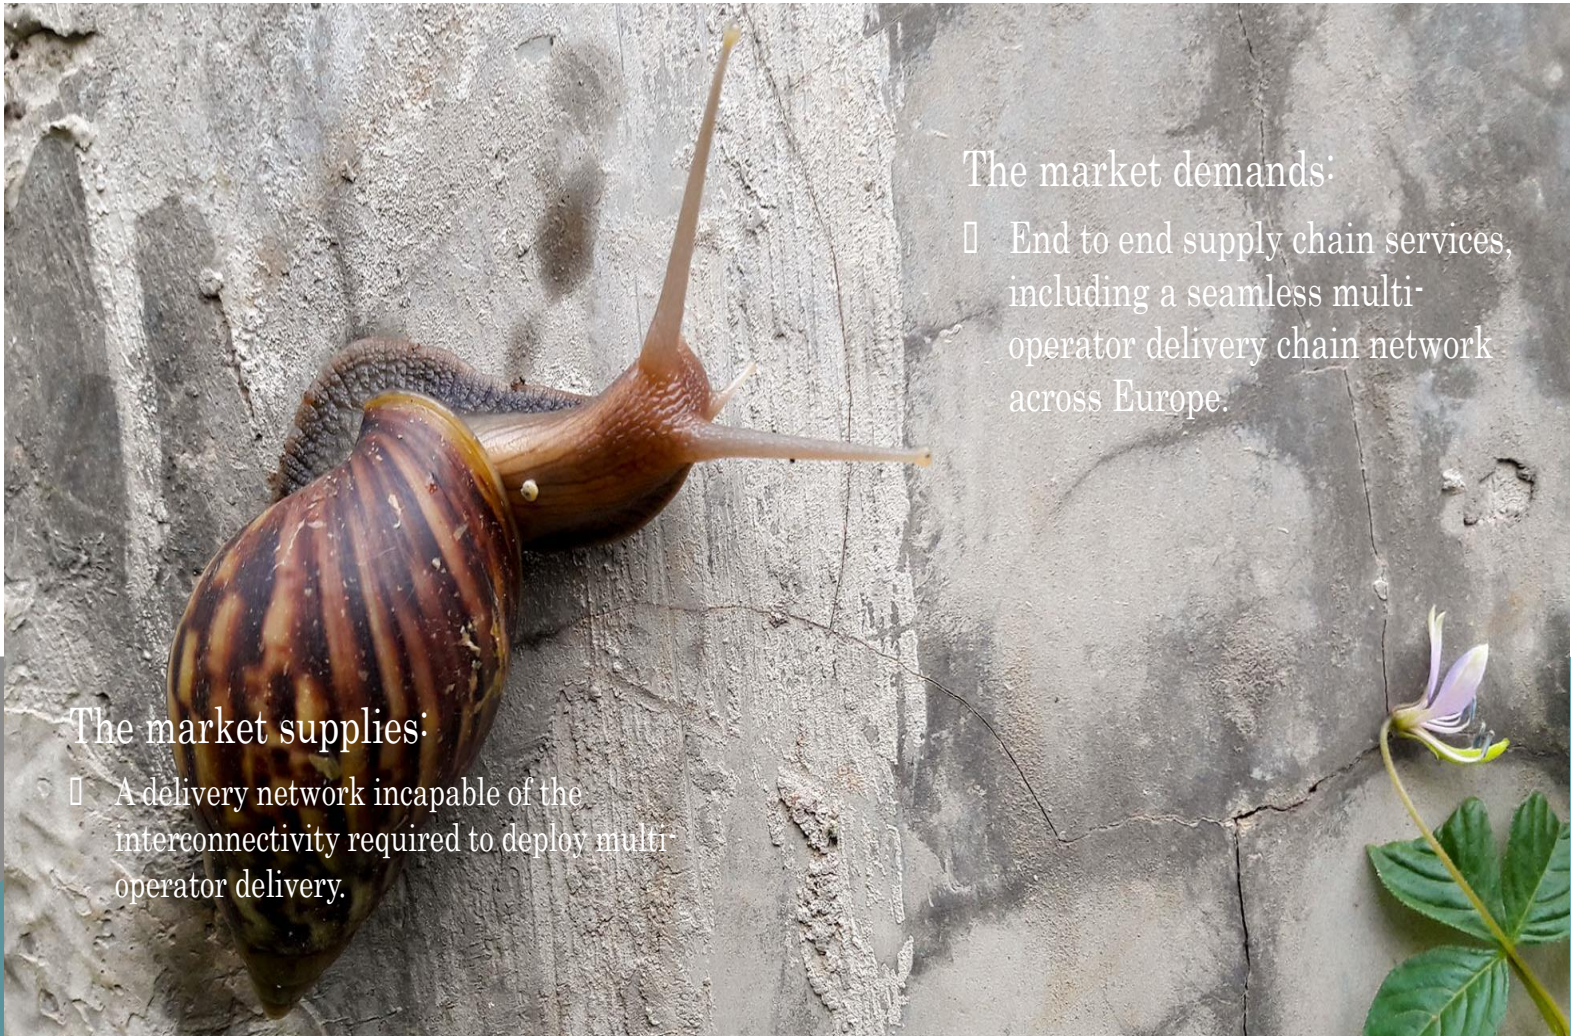 The market demands:
End to end supply chain services,
including a seamless multi-
operator delivery chain network
across Europe.
The market supplies:
A delivery network incapable of the
interconnectivity required to deploy multi-
operator delivery.